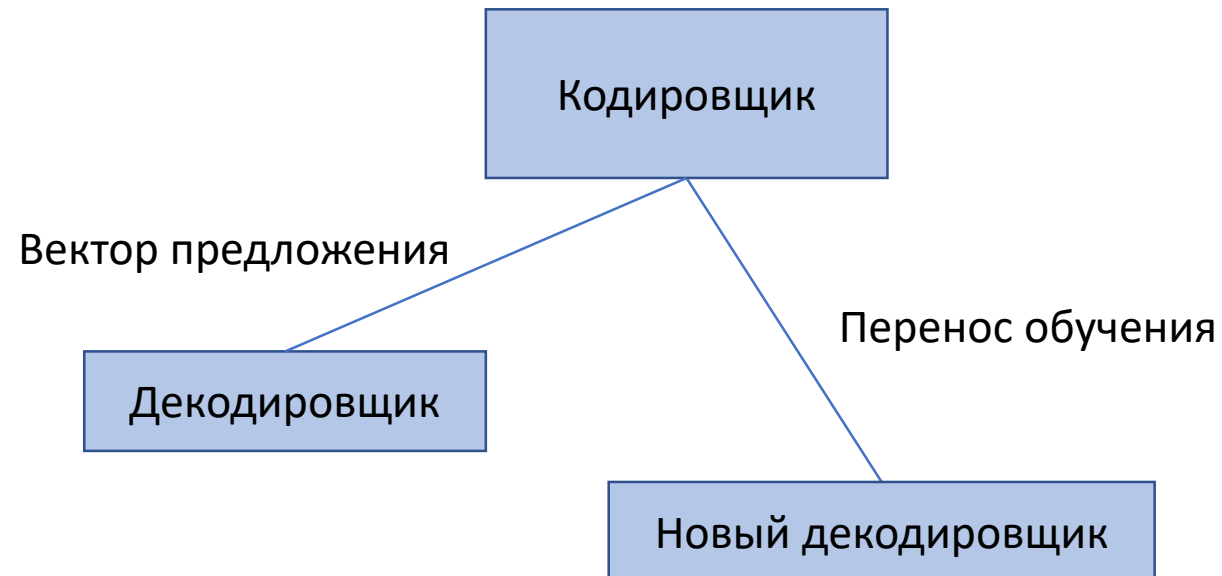 Кодировщик
Вектор предложения
Перенос обучения
Декодировщик
Новый декодировщик